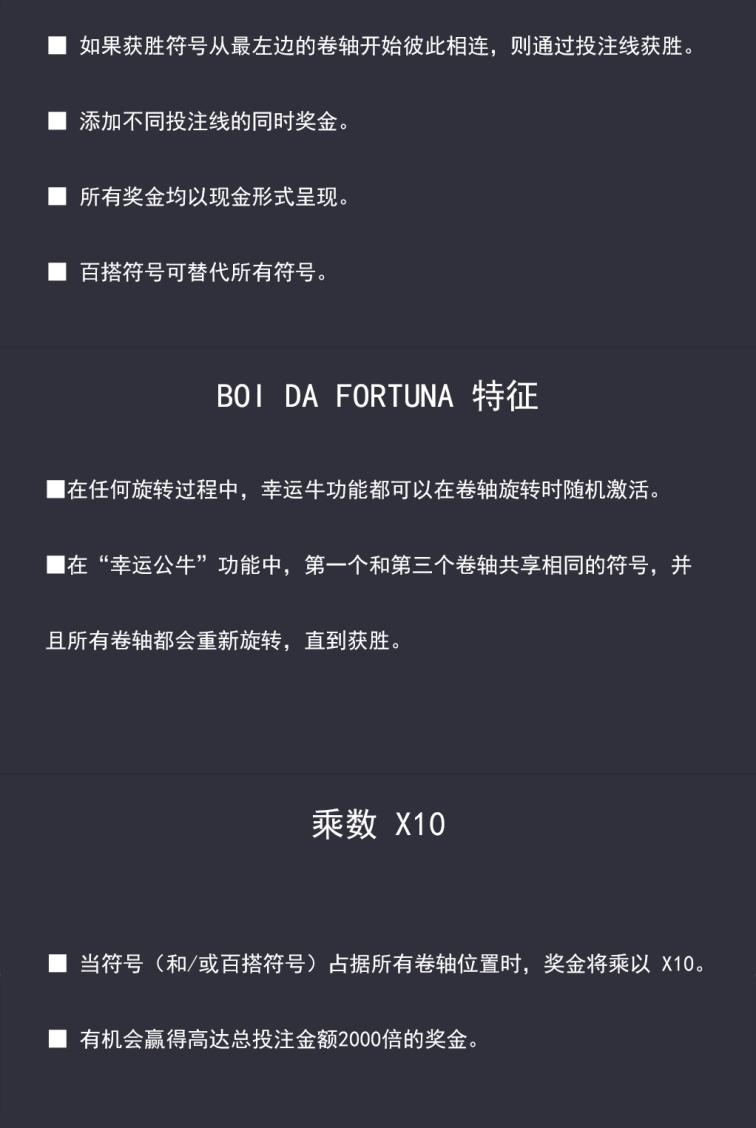 ■ 如果获胜符号从最左边的卷轴开始彼此相连，则通过投注线获胜。
■ 添加不同投注线的同时奖金。
■ 所有奖金均以现金形式呈现。
■ 百搭符号可替代所有符号。
BOI DA FORTUNA 特征
■在任何旋转过程中，幸运牛功能都可以在卷轴旋转时随机激活。
■在“幸运公牛”功能中，第一个和第三个卷轴共享相同的符号，并
且所有卷轴都会重新旋转，直到获胜。
乘数 X10
■ 当符号（和/或百搭符号）占据所有卷轴位置时，奖金将乘以 X10。
■ 有机会赢得高达总投注金额2000倍的奖金。